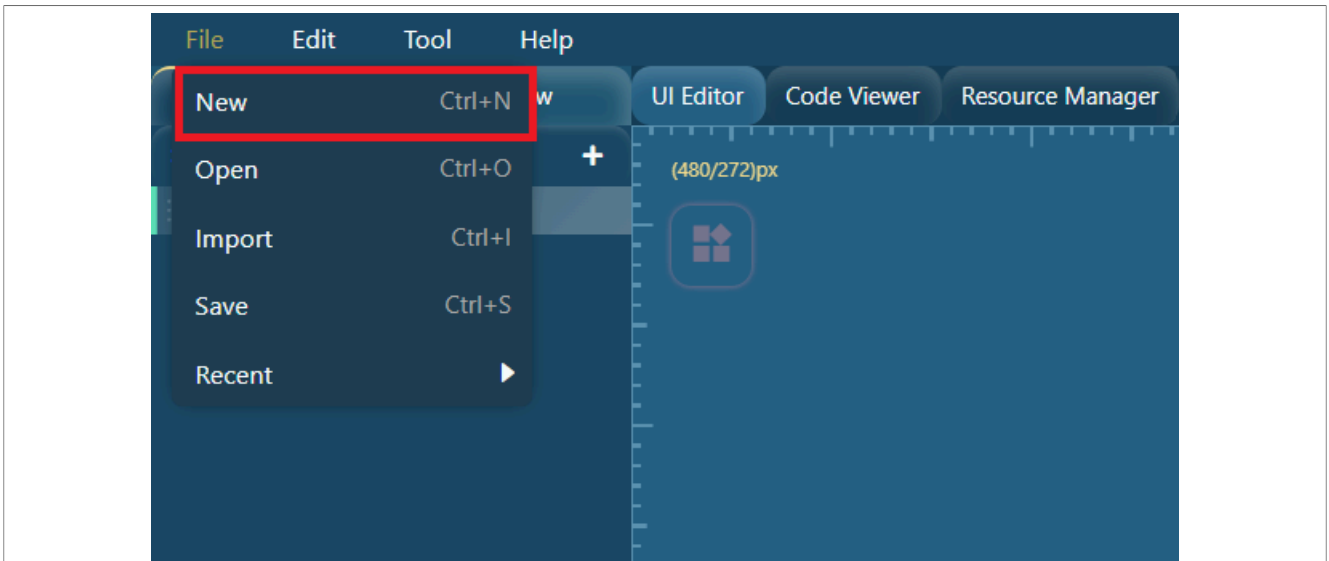 File Edit Tool Help
New Ctrl+N
w
UI Editor Code Viewer Resource Manager
+
Open Ctrl+O
(480/272)px
Import Ctrl+I
Save Ctrl+S
Recent